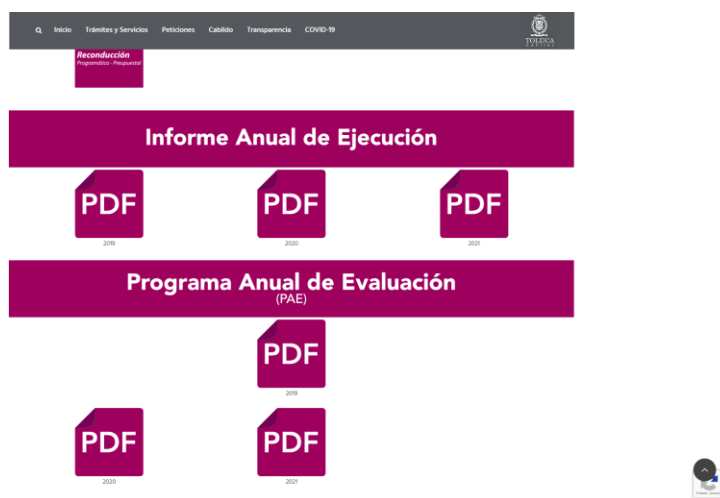 Inicio Trámites y Servicios Peticiones Cabildo Transparencia COVID-19
TOLUCA
CAPITAL
Reconducción
Programático - Presupuestal
Informe Anual de Ejecución
PDF PDF PDF
2019 2020 2021
Programa Anual de Evaluación
(PAE)
PDF
2019
PDF PDF
2020 2021